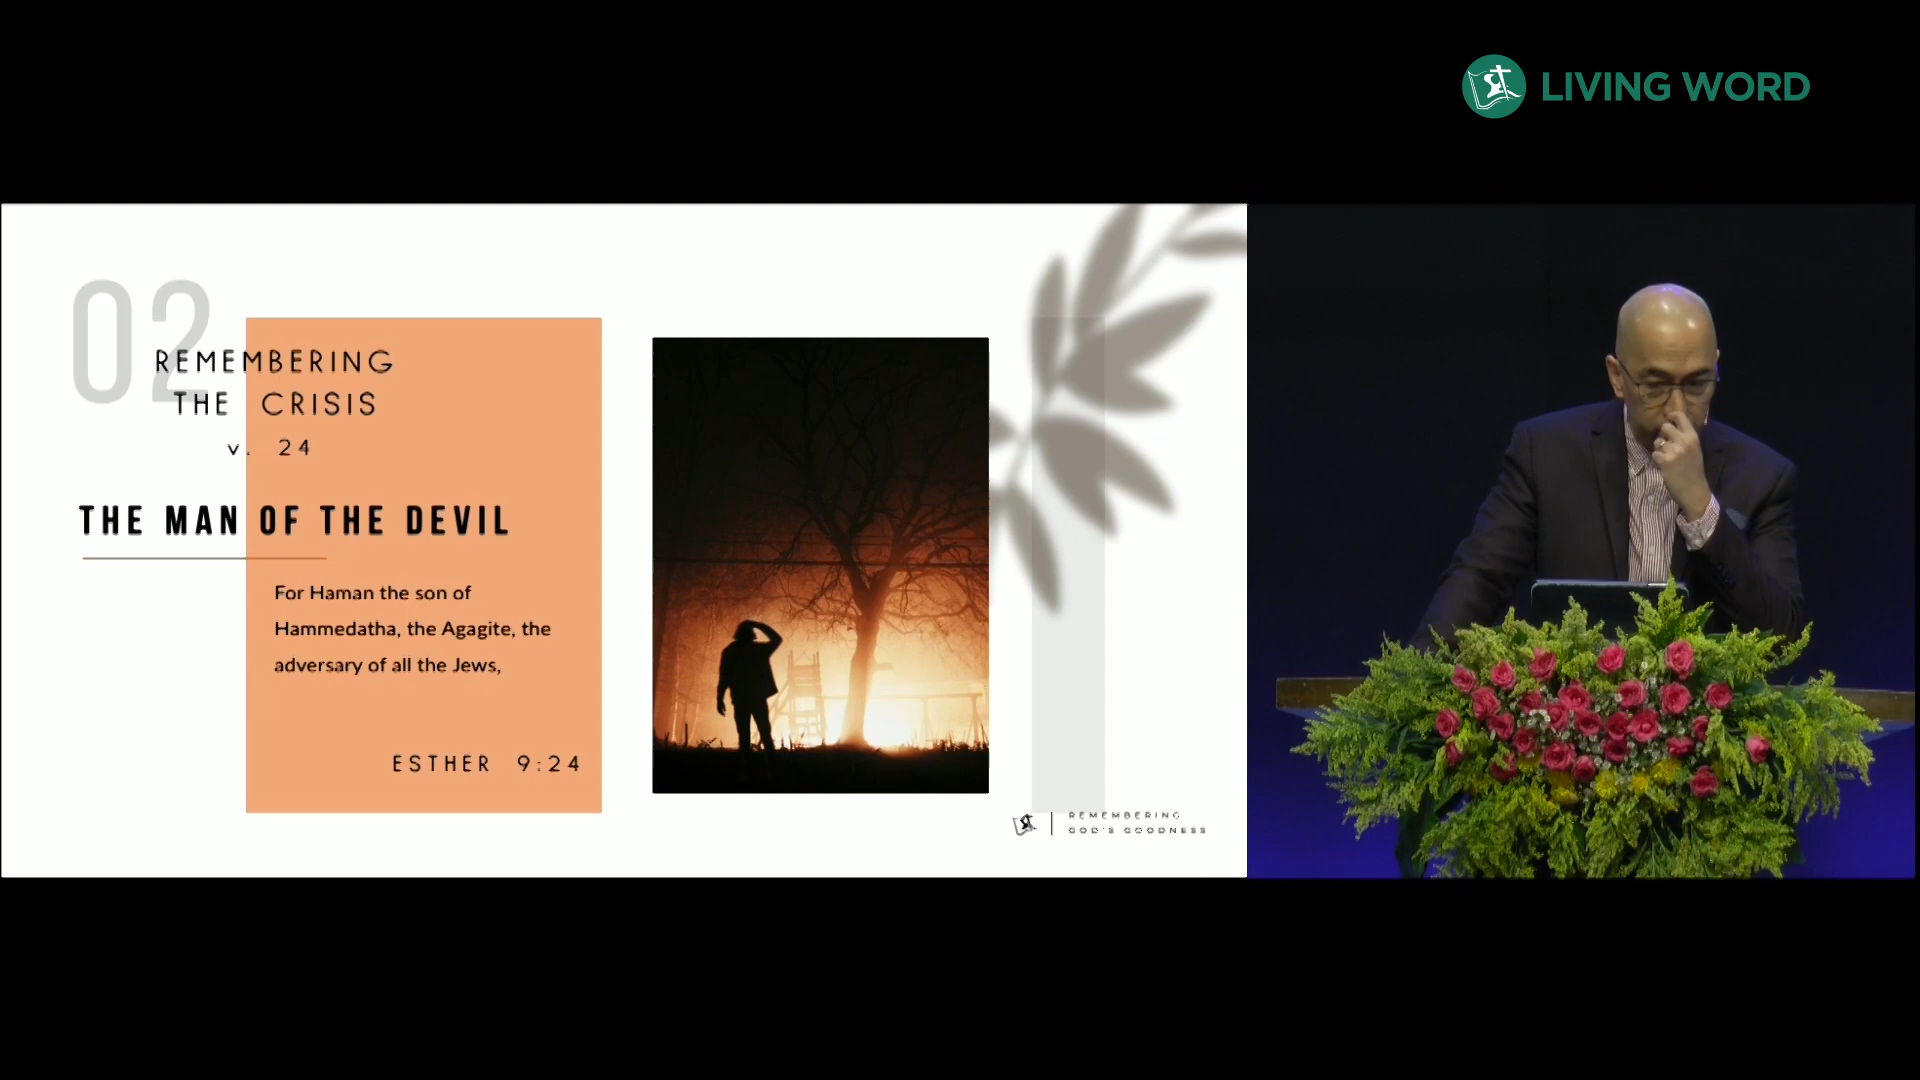 LIVING WORD
02
REMEMBERING
THE CRISIS
v. 24
THE MAN OF THE DEVIL
For Haman the son of
Hammedatha, the Agagite, the
adversary of all the Jews,
ESTHER 9:24
REMEMBERING
GOD'S GOODNESS